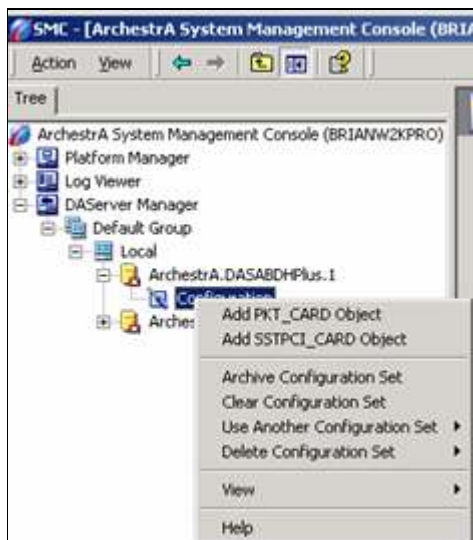 SMC - [ArchestrA System Management Console (BRIA
Action View
Tree
ArchestrA System Management Console (BRIANW2KPRO)
Platform Manager
Log Viewer
DAServer Manager
Default Group
Local
ArchestrA.DASABDHPlus.1
Configuration
Arches
Add PKT_CARD Object
Add SSTPCI_CARD Object
Archive Configuration Set
Clear Configuration Set
Use Another Configuration Set
Delete Configuration Set
View
Help